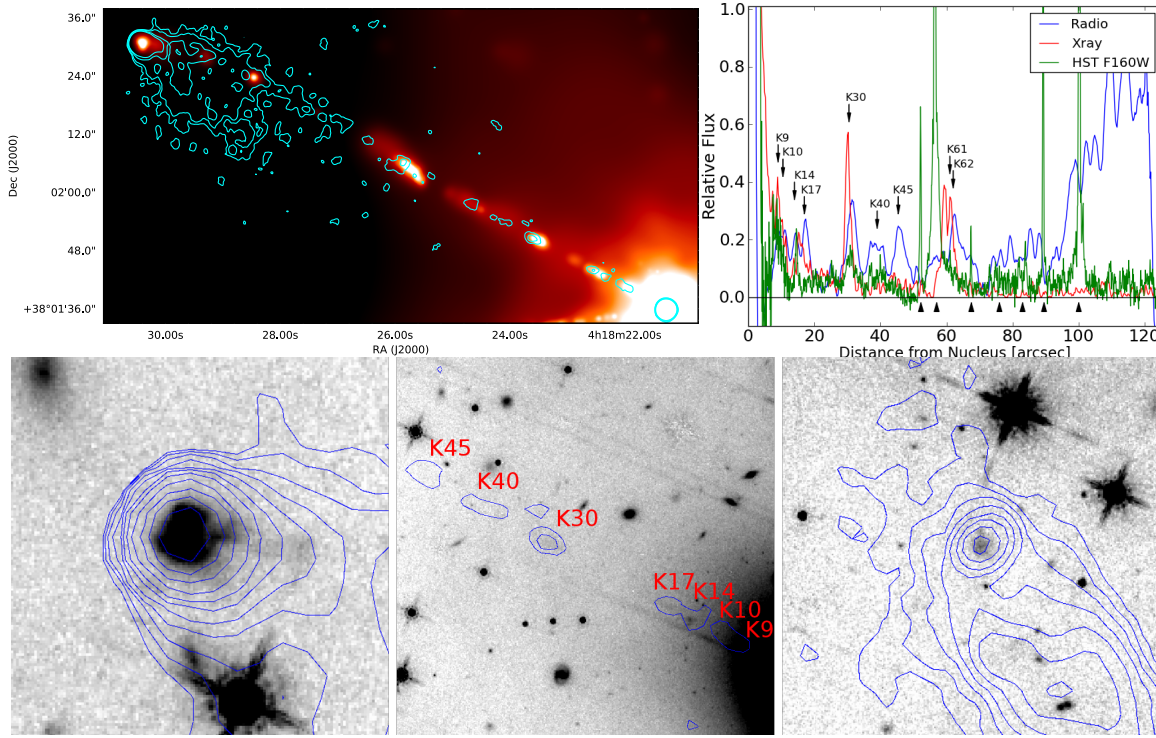 36.0"
24.0"
12.0"
02'00.0"
48.0"
+38°01'36.0"
Dec (J2000)
30.00s
28.00s
26.00s
24.00s
4h18m22.00s
RA (J2000)
1.0
0.8
0.6
0.4
0.2
0.0
Relative Flux
Radio
Xray
HST F160W
K9
K10
K14
K17
K30
K40
K45
K61
K62
0
20
40
60
80
100
120
Distance from Nucleus [arcsec]
K45
K40
K30
K17
K14
K10
K9